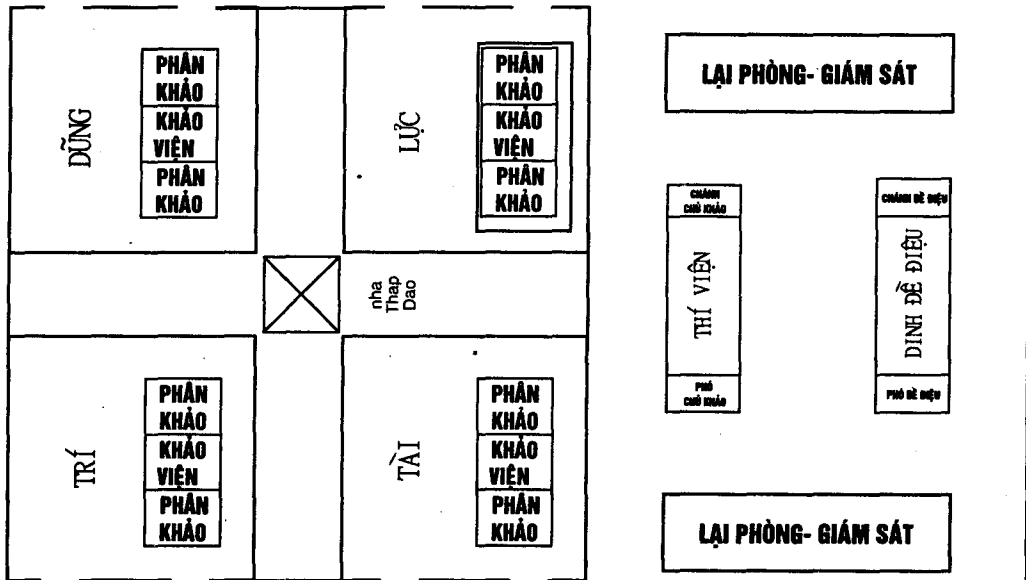 DŨNG
PHÂN
KHẢO
KHẢO
VIỆN
PHÂN
KHẢO
LỰC
PHÂN
KHẢO
KHẢO
VIỆN
PHÂN
KHẢO
LẠI PHÒNG- GIÁM SÁT
nha
Thap
Dao
CHÁNH
CHỦ KHẢO
THÍ VIỆN
PHÓ
CHỦ KHẢO
CHÁNH ĐỀ ĐIỆU
DINH ĐỀ ĐIỆU
PHÓ ĐỀ ĐIỆU
TRÍ
PHÂN
KHẢO
KHẢO
VIỆN
PHÂN
KHẢO
TÀI
PHÂN
KHẢO
KHẢO
VIỆN
PHÂN
KHẢO
LẠI PHÒNG- GIÁM SÁT